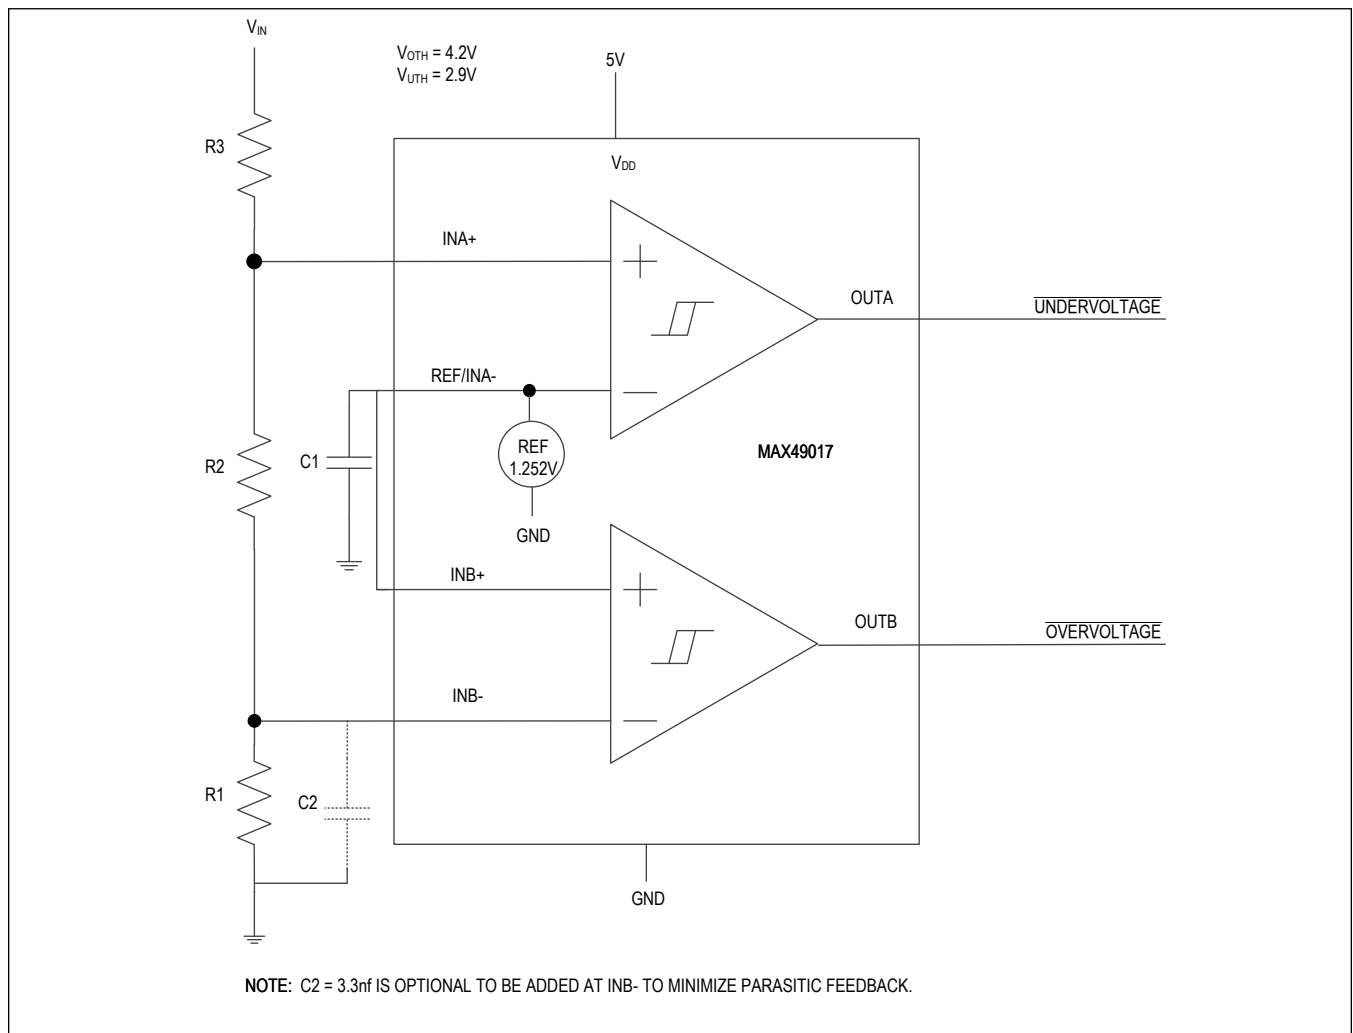 VIN
VOTH = 4.2V
VUTH = 2.9V
5V
R3
VDD
INA+
OUTA
UNDERVOLTAGE
REF/INA-
R2
C1
REF
1.252V
MAX49017
GND
INB+
OUTB
OVERVOLTAGE
INB-
R1
C2
GND
NOTE: C2 = 3.3nf IS OPTIONAL TO BE ADDED AT INB- TO MINIMIZE PARASITIC FEEDBACK.